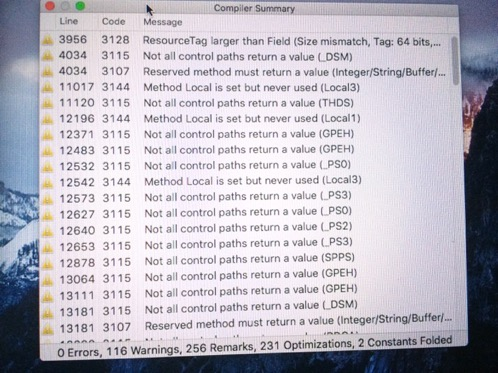 Compiler Summary
Line Code Message
3956 3128 ResourceTag larger than Field (Size mismatch, Tag: 64 bits,...
4034 3115 Not all control paths return a value (_DSM)
4034 3107 Reserved method must return a value (Integer/String/Buffer/...
11017 3144 Method Local is set but never used (Local3)
11120 3115 Not all control paths return a value (THDS)
12196 3144 Method Local is set but never used (Local1)
12371 3115 Not all control paths return a value (GPEH)
12483 3115 Not all control paths return a value (GPEH)
12532 3115 Not all control paths return a value (_PS0)
12542 3144 Method Local is set but never used (Local3)
12573 3115 Not all control paths return a value (_PS3)
12627 3115 Not all control paths return a value (_PS0)
12640 3115 Not all control paths return a value (_PS2)
12653 3115 Not all control paths return a value (_PS3)
12878 3115 Not all control paths return a value (SPPS)
13064 3115 Not all control paths return a value (GPEH)
13111 3115 Not all control paths return a value (GPEH)
13181 3115 Not all control paths return a value (_DSM)
13181 3107 Reserved method must return a value (Integer/String/Buffer/...
0 Errors, 116 Warnings, 256 Remarks, 231 Optimizations, 2 Constants Folded